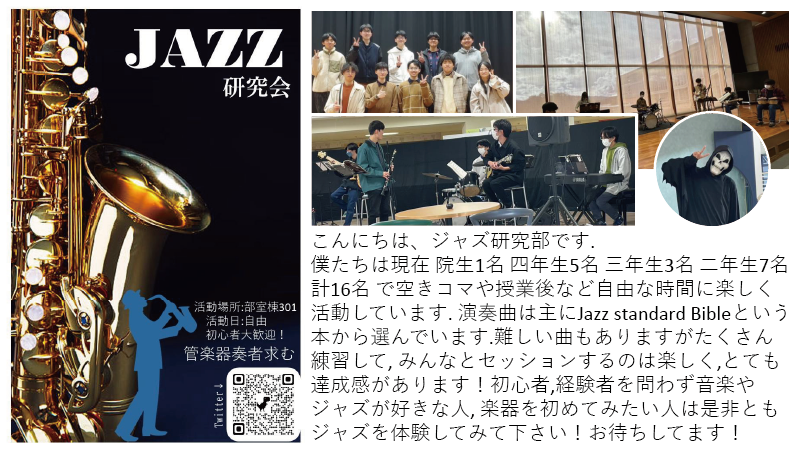 JAZZ
研究会
活動場所:部室棟301
活動日:自由
初心者大歓迎！
管楽器奏者求む
Twitter↓
こんにちは、ジャズ研究部です.
僕たちは現在 院生1名 四年生5名 三年生3名 二年生7名
計16名 で空きコマや授業後など自由な時間に楽しく
活動しています. 演奏曲は主にJazz standard Bibleという
本から選んでいます.難しい曲もありますがたくさん
練習して, みんなとセッションするのは楽しく,とても
達成感があります！初心者,経験者を問わず音楽や
ジャズが好きな人, 楽器を初めてみたい人は是非とも
ジャズを体験してみて下さい！お待ちしてます！